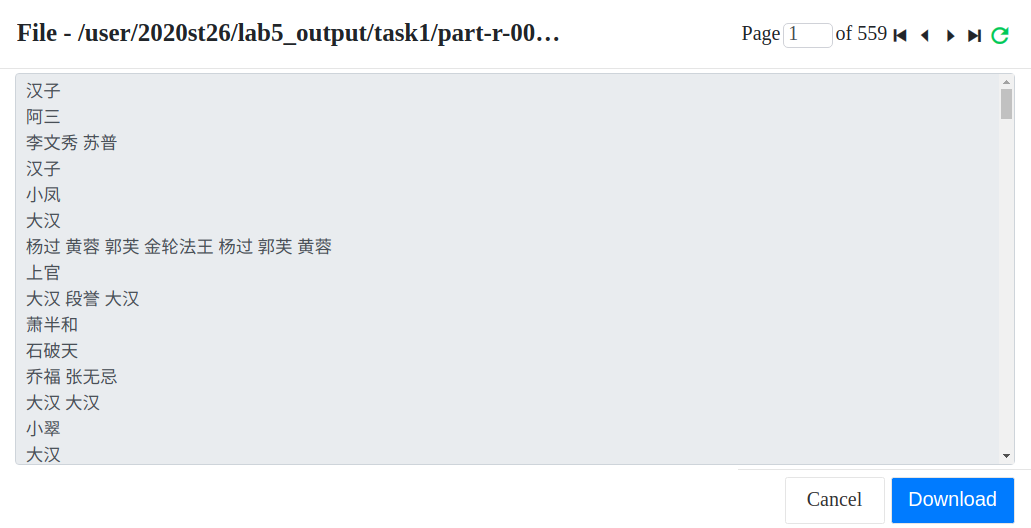 File - /user/2020st26/lab5_output/task1/part-r-00…
Page 1 of 559
汉子
阿三
李文秀 苏普
汉子
小凤
大汉
杨过 黄蓉 郭芙 金轮法王 杨过 郭芙 黄蓉
上官
大汉 段誉 大汉
萧半和
石破天
乔福 张无忌
大汉 大汉
小翠
大汉
Cancel
Download